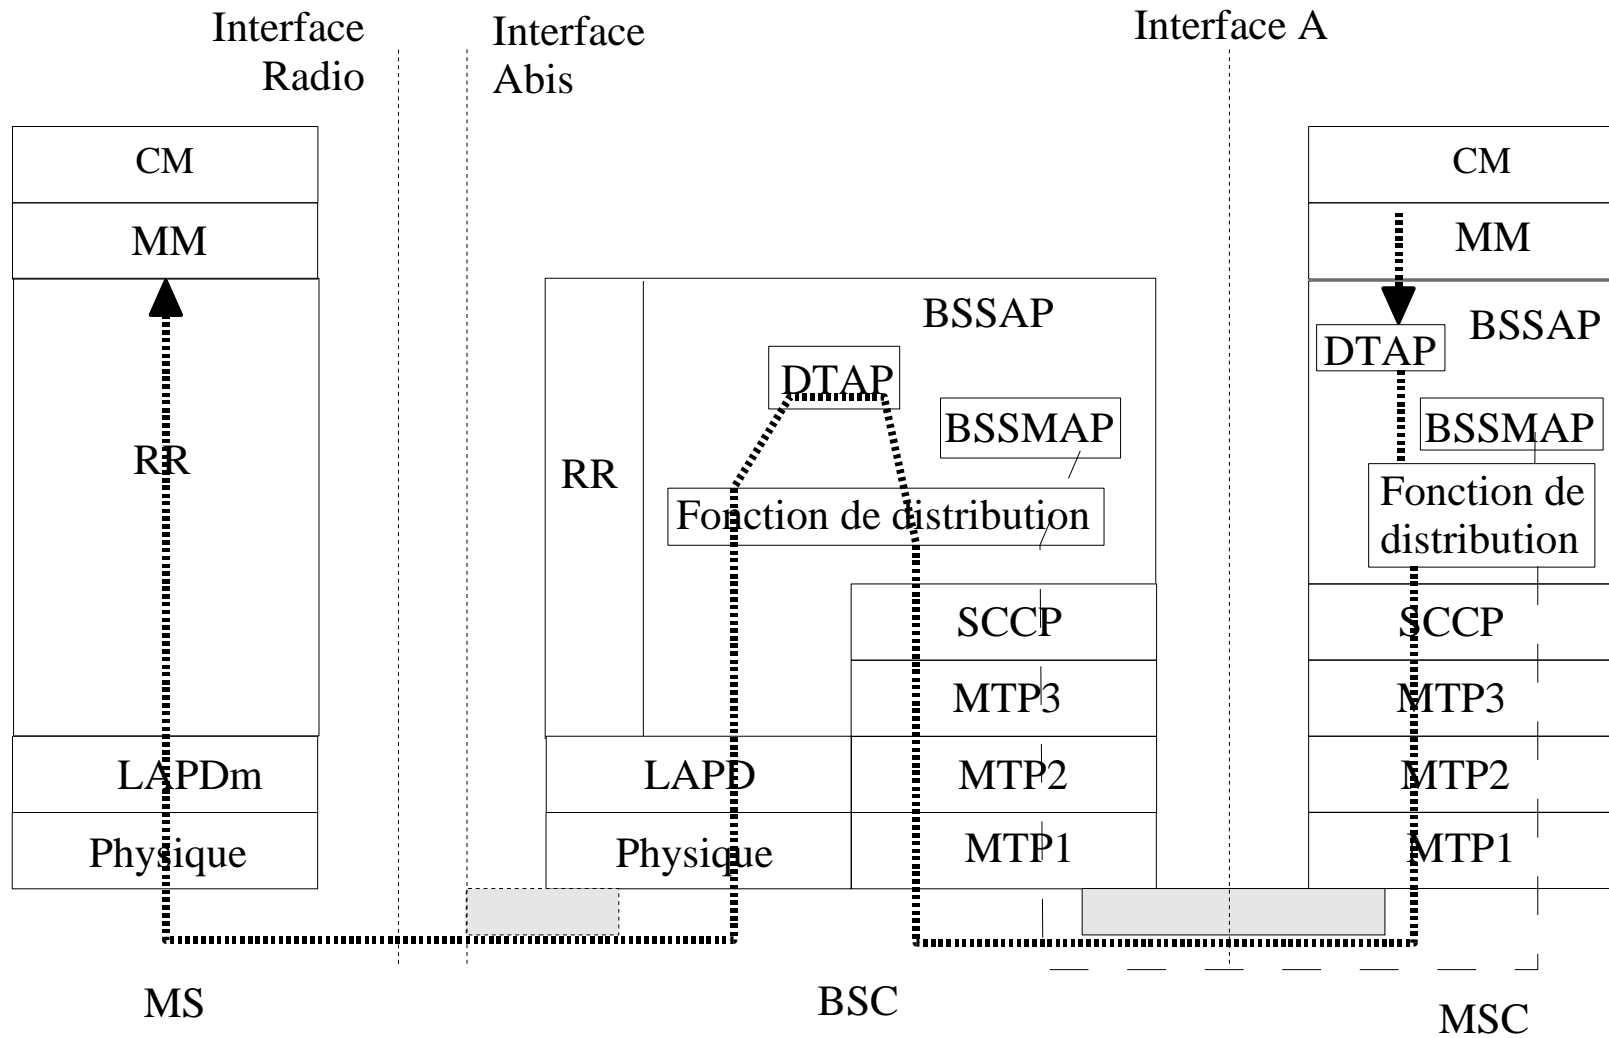 Interface
Radio
Interface
Abis
Interface A
CM
MM
RR
LAPDm
Physique
MS
RR
BSSAP
DTAP
BSSMAP
Fonction de distribution
SCCP
MTP3
LAPD
MTP2
Physique
MTP1
BSC
CM
MM
BSSAP
DTAP
BSSMAP
Fonction de
distribution
SCCP
MTP3
MTP2
MTP1
MSC